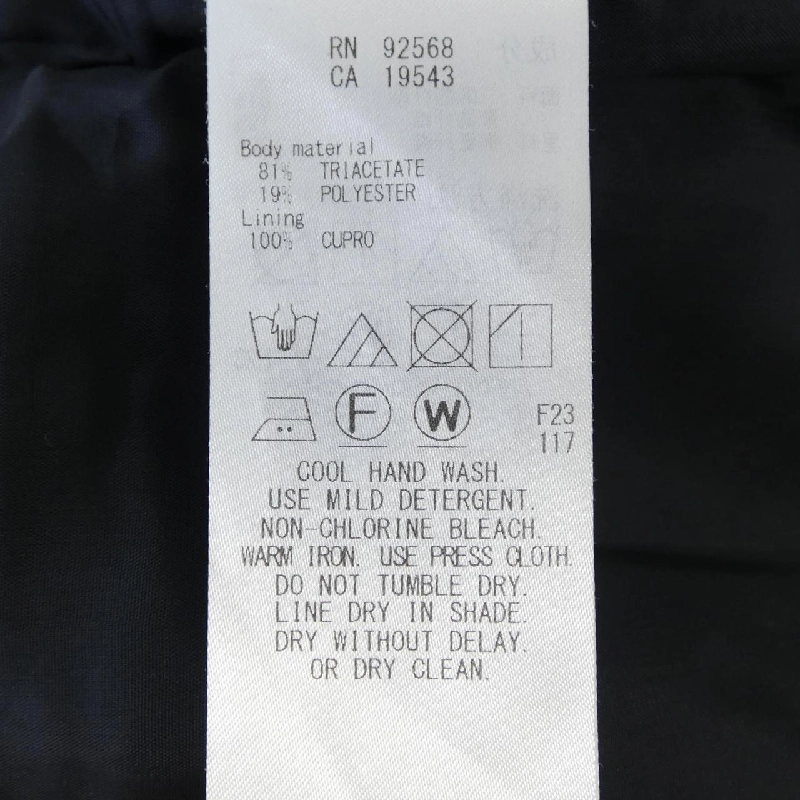 RN 92568
CA 19543
Body material
81% TRIACETATE
19% POLYESTER
Lining
100% CUPRO
F W F23
117
COOL HAND WASH.
USE MILD DETERGENT.
NON-CHLORINE BLEACH.
WARM IRON. USE PRESS CLOTH.
DO NOT TUMBLE DRY.
LINE DRY IN SHADE.
DRY WITHOUT DELAY.
OR DRY CLEAN.